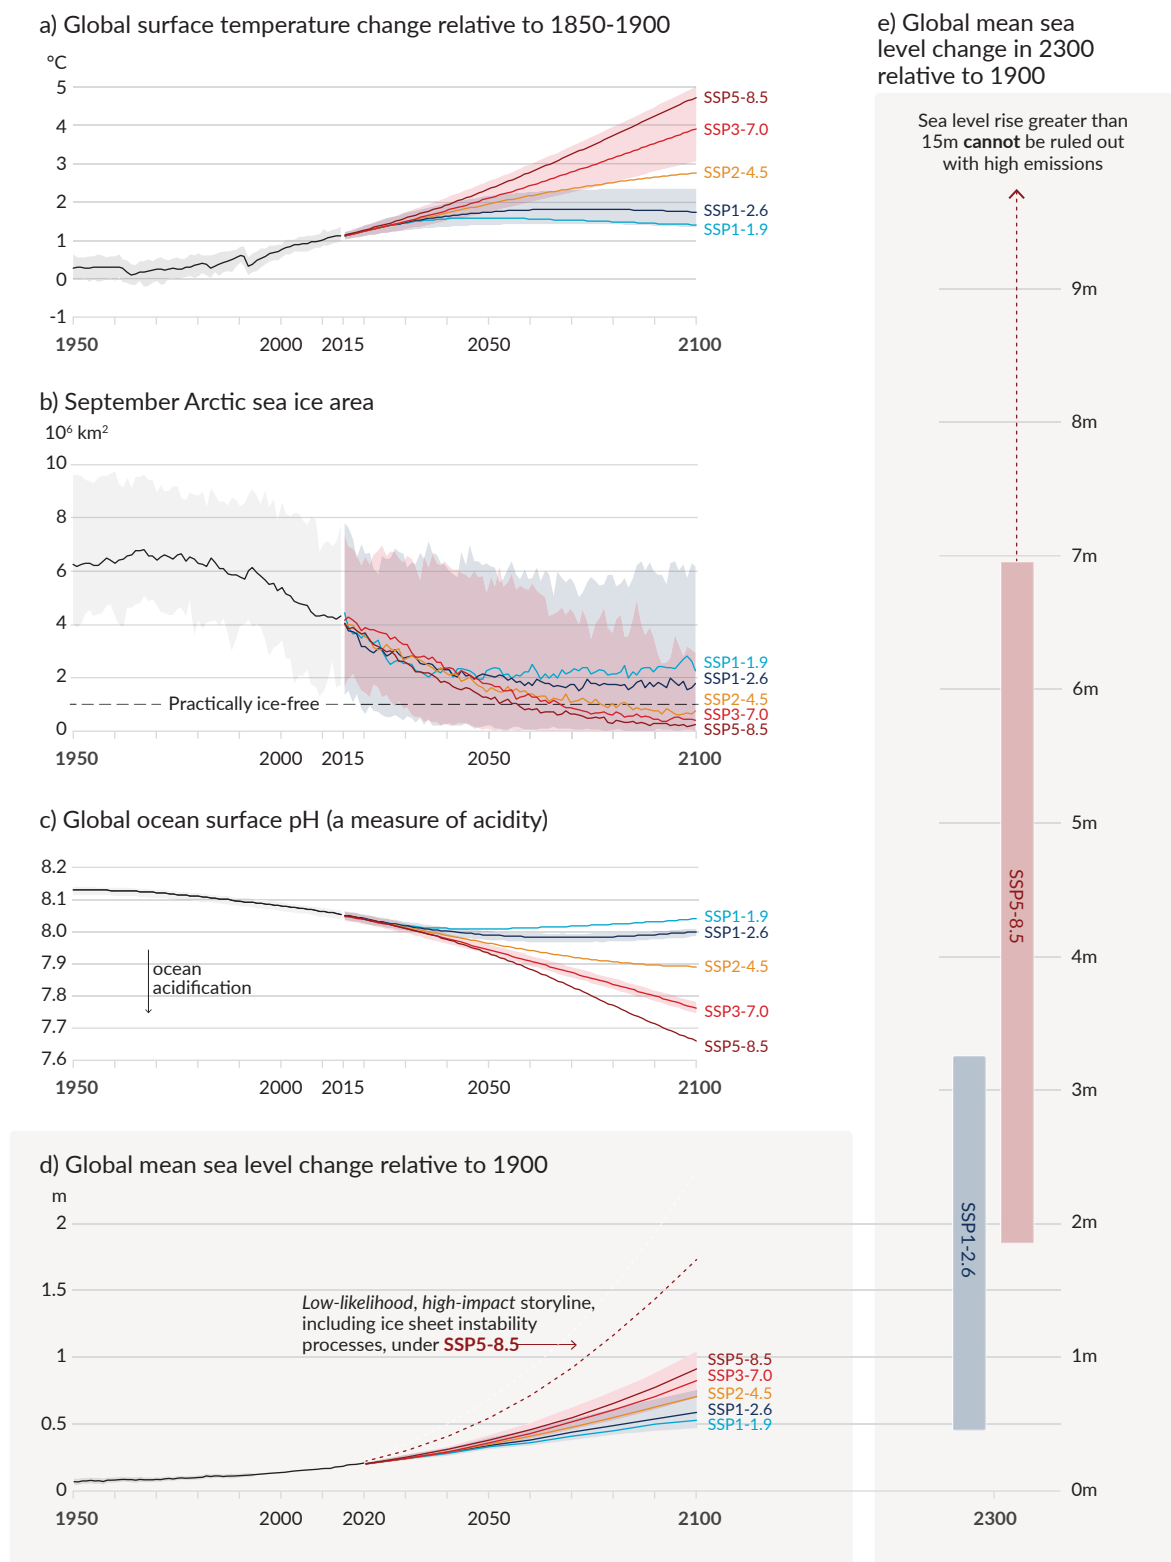 a) Global surface temperature change relative to 1850-1900
°C
5
4
3
2
1
0
-1
SSP5-8.5
SSP3-7.0
SSP2-4.5
SSP1-2.6
SSP1-1.9
1950
2000
2015
2050
2100
b) September Arctic sea ice area
10⁶ km²
10
8
6
4
2
0
Practically ice-free
SSP1-1.9
SSP1-2.6
SSP2-4.5
SSP3-7.0
SSP5-8.5
1950
2000
2015
2050
2100
c) Global ocean surface pH (a measure of acidity)
8.2
8.1
8.0
7.9
7.8
7.7
7.6
ocean
acidification
SSP1-1.9
SSP1-2.6
SSP2-4.5
SSP3-7.0
SSP5-8.5
1950
2000
2015
2050
2100
d) Global mean sea level change relative to 1900
m
2
1.5
1
0.5
0
Low-likelihood, high-impact storyline,
including ice sheet instability
processes, under SSP5-8.5
SSP5-8.5
SSP3-7.0
SSP2-4.5
SSP1-2.6
SSP1-1.9
1950
2000
2020
2050
2100
e) Global mean sea
level change in 2300
relative to 1900
Sea level rise greater than
15m cannot be ruled out
with high emissions
9m
8m
7m
6m
5m
4m
3m
2m
1m
0m
SSP5-8.5
SSP1-2.6
2300